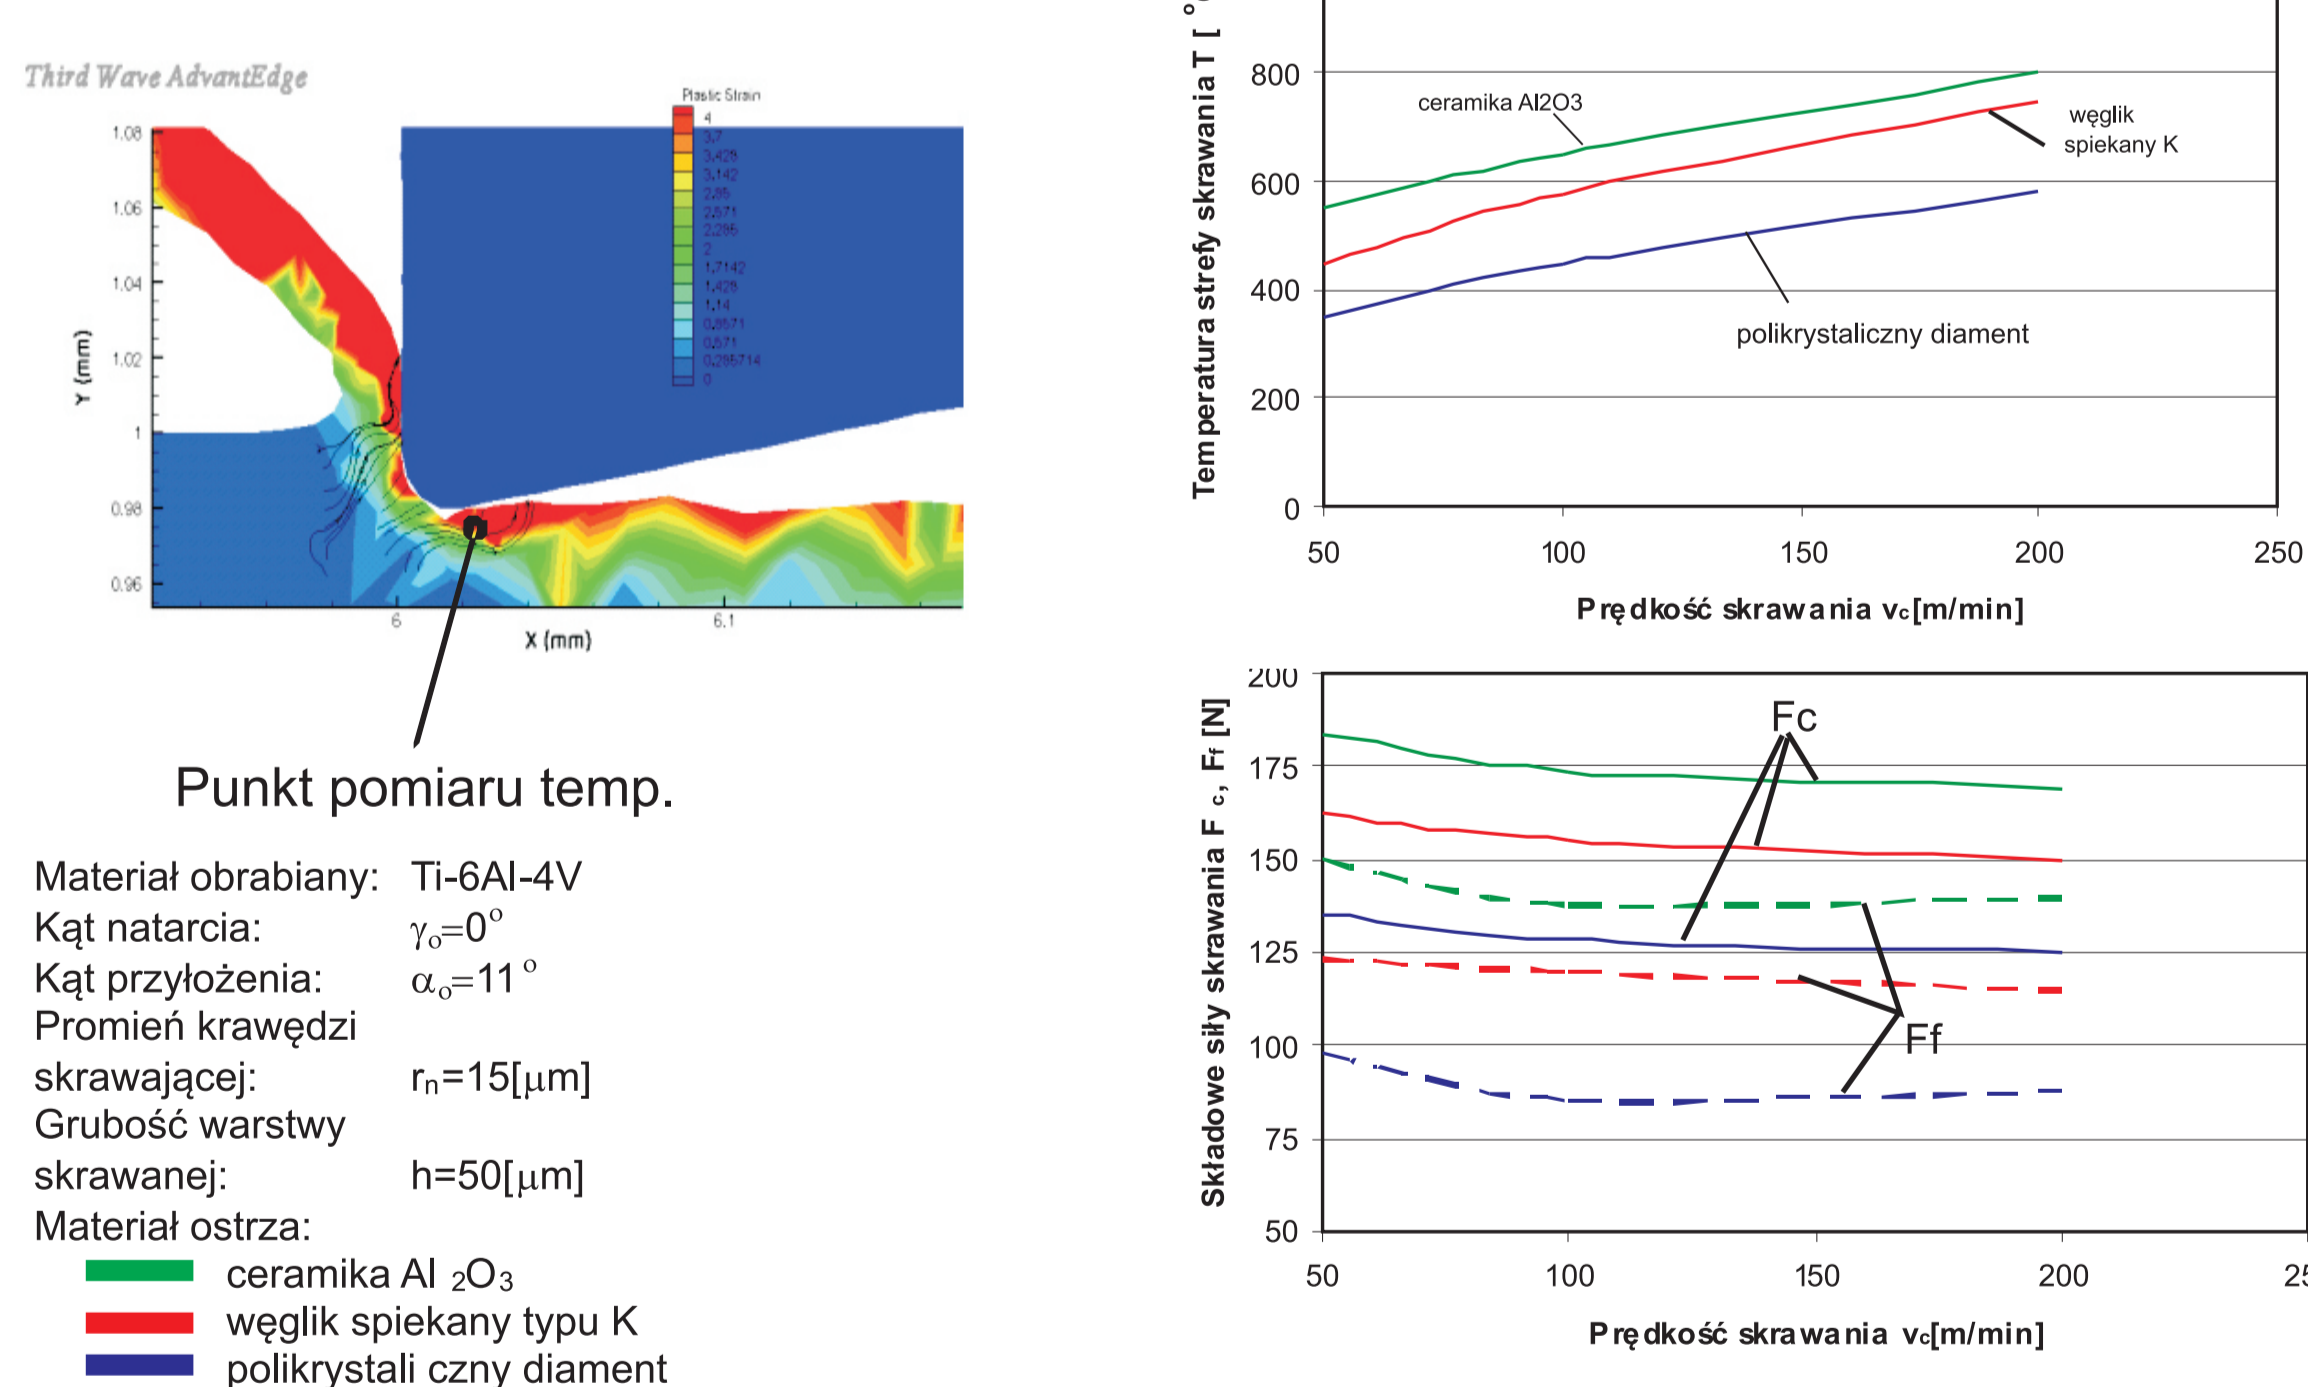 Third Wave AdvantEdge
Plastic Strain
4
3,7
3,428
3,142
2,85
2,571
2,285
2
1,7142
1,428
1,14
0,8571
0,571
0,285714
0
1.08
1.06
1.04
1.02
1
0.98
0.96
Y (mm)
6
6.1
X (mm)
Punkt pomiaru temp.
Materiał obrabiany: Ti-6Al-4V
Kąt natarcia: γo=0°
Kąt przyłożenia: αo=11°
Promień krawędzi
skrawającej: rn=15[μm]
Grubość warstwy
skrawanej: h=50[μm]
Materiał ostrza:
ceramika Al 2O3
węglik spiekany typu K
polikrystali czny diament
Temperatura strefy skrawania T [
800
600
400
200
0
ceramika Al2O3
węglik
spiekany K
polikrystaliczny diament
50 100 150 200 250
Prędkość skrawania vc[m/min]
Składowe siły skrawania F c, Ff [N]
200
175
150
125
100
75
50
Fc
Ff
50 100 150 200
Prędkość skrawania vc[m/min]